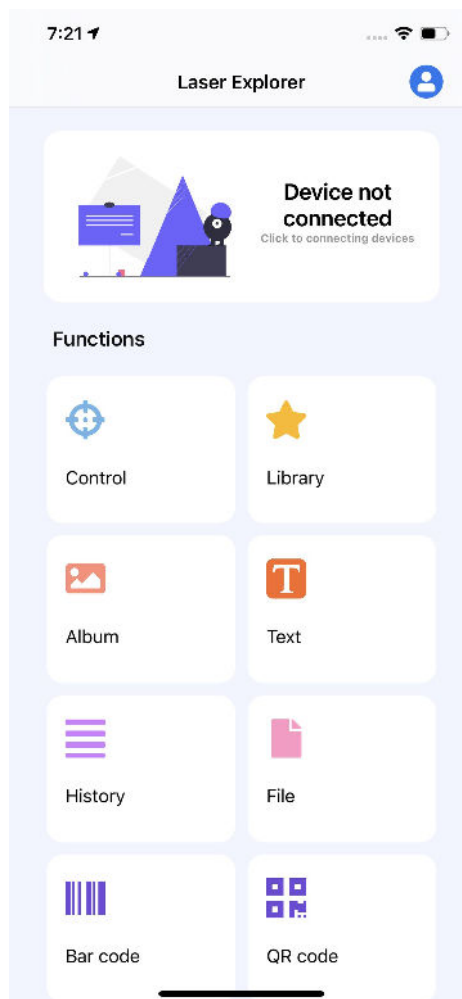 7:21
Laser Explorer
Device not
connected
Click to connecting devices
Functions
Control
Library
Album
T
Text
History
File
Bar code
QR code